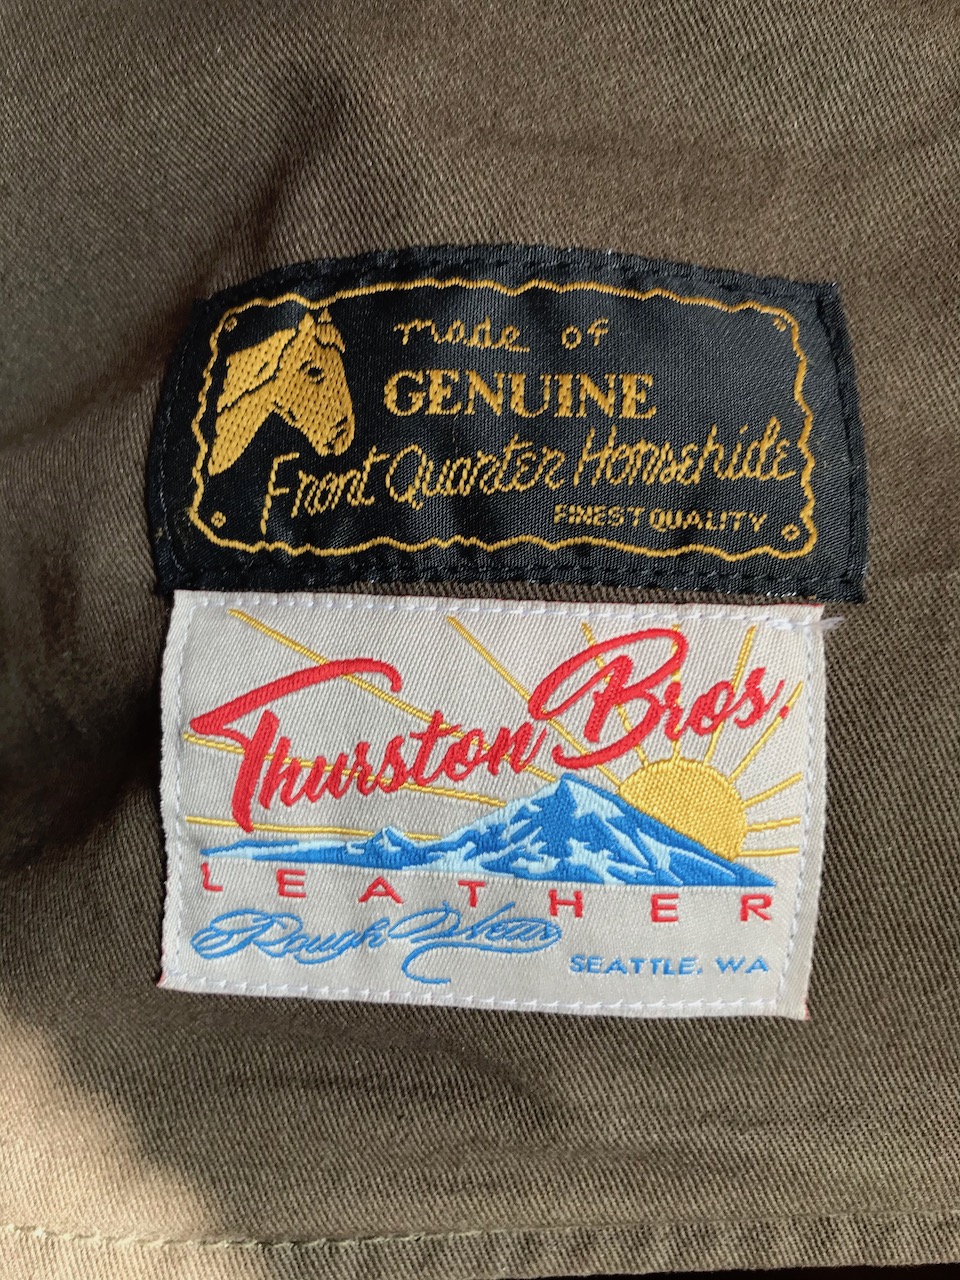 made of
GENUINE
Front Quarter Horsehide
FINEST QUALITY
Thurston Bros.
LEATHER
Rough Wear
SEATTLE, WA